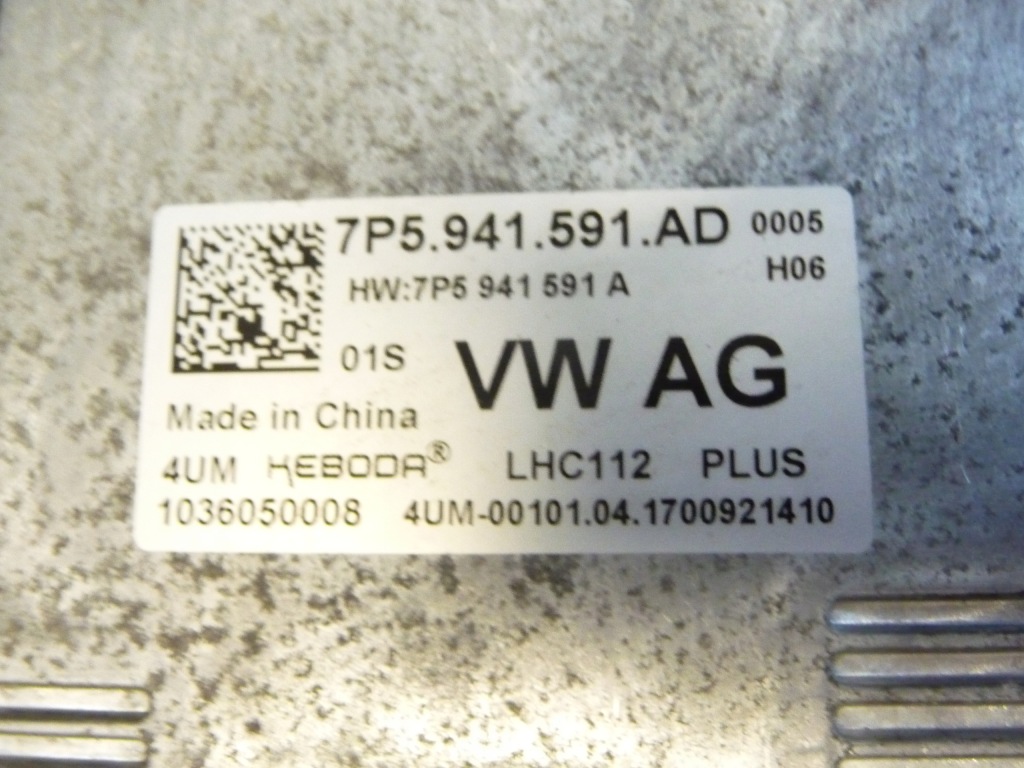 7P5.941.591.AD 0005
HW:7P5 941 591 A H06
01S VW AG
Made in China
4UM KEBODA® LHC112 PLUS
1036050008 4UM-00101.04.1700921410